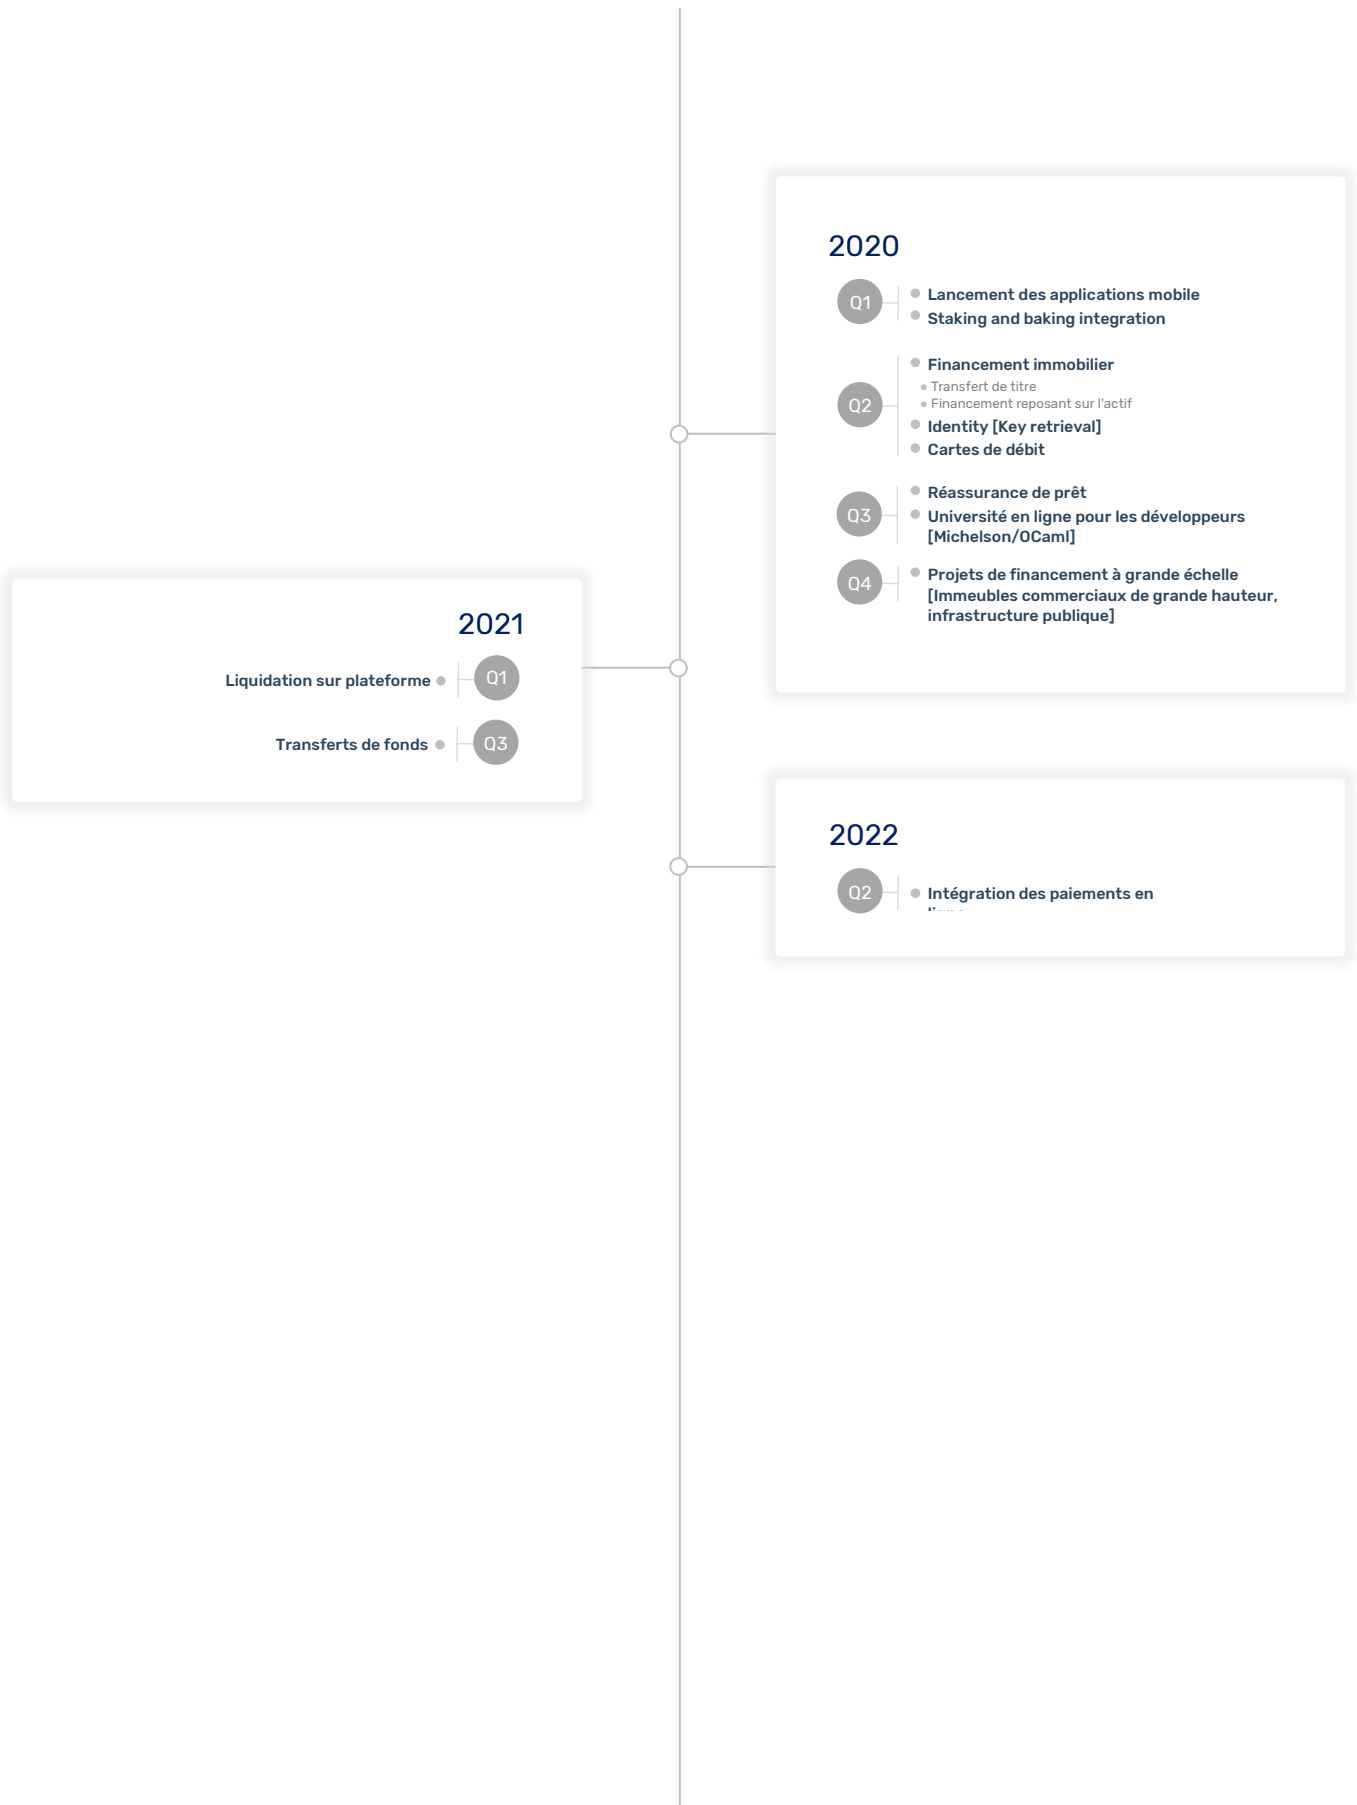 2020
Q1
Lancement des applications mobile
Staking and baking integration
Q2
Financement immobilier
Transfert de titre
Financement reposant sur l'actif
Identity [Key retrieval]
Cartes de débit
Q3
Réassurance de prêt
Université en ligne pour les développeurs
[Michelson/OCaml]
Q4
Projets de financement à grande échelle
[Immeubles commerciaux de grande hauteur,
infrastructure publique]
2021
Liquidation sur plateforme
Q1
Transferts de fonds
Q3
2022
Q2
Intégration des paiements en